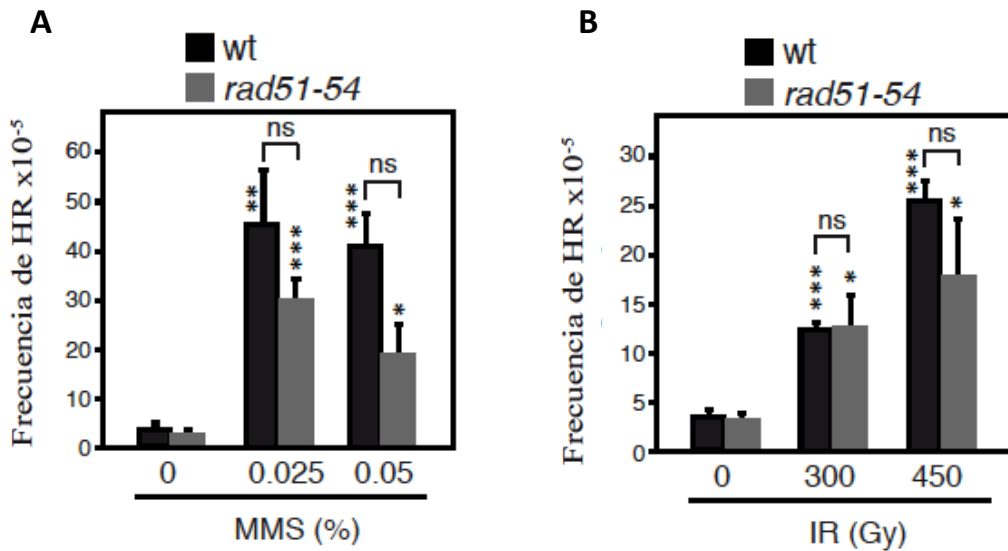 A
wt
rad51-54
Frecuencia de HR x10⁻⁵
60
50
40
30
20
10
0
ns
ns
**
***
***
*
0 0.025 0.05
MMS (%)
B
wt
rad51-54
Frecuencia de HR x10⁻⁵
30
25
20
15
10
5
0
ns
ns
***
*
***
*
0 300 450
IR (Gy)